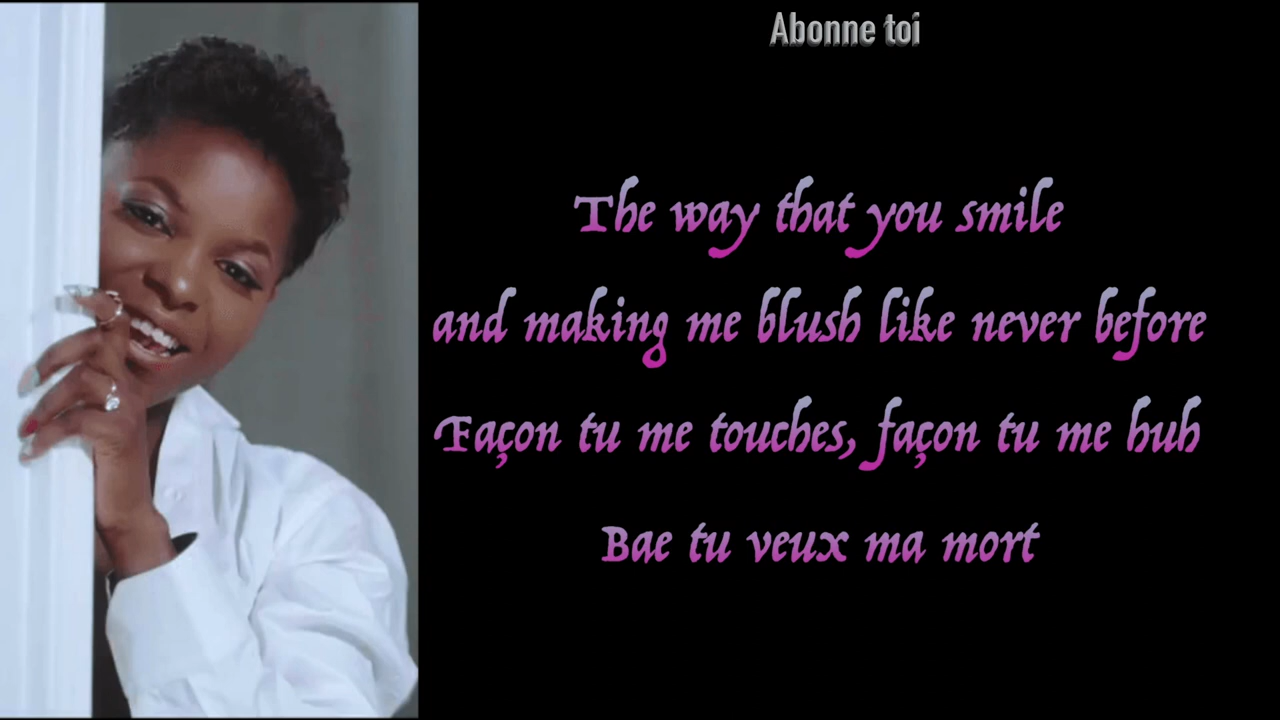 Abonne toi
The way that you smile
and making me blush like never before
Façon tu me touches, façon tu me huh
Bae tu veux ma mort